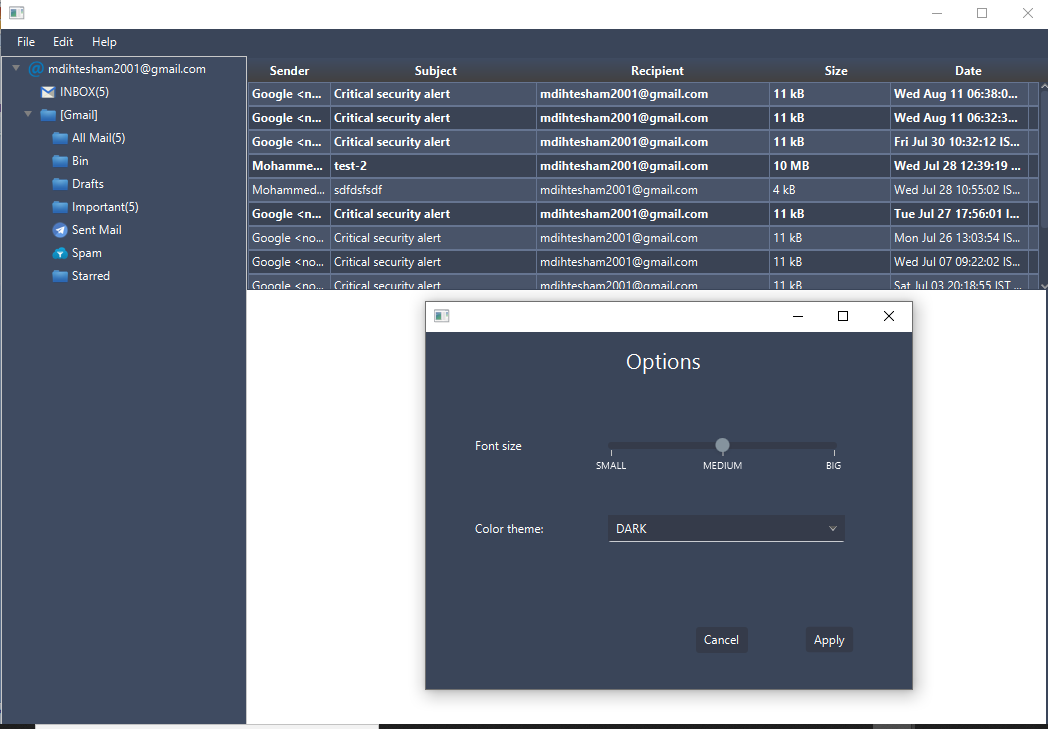 File Edit Help
mdihtesham2001@gmail.com
INBOX(5)
[Gmail]
All Mail(5)
Bin
Drafts
Important(5)
Sent Mail
Spam
Starred
Sender Subject Recipient Size Date
Google <n... Critical security alert mdihtesham2001@gmail.com 11 kB Wed Aug 11 06:38:0...
Google <n... Critical security alert mdihtesham2001@gmail.com 11 kB Wed Aug 11 06:32:3...
Google <n... Critical security alert mdihtesham2001@gmail.com 11 kB Fri Jul 30 10:32:12 IS...
Mohamme... test-2 mdihtesham2001@gmail.com 10 MB Wed Jul 28 12:39:19 ...
Mohammed... sdfdsfsdf mdihtesham2001@gmail.com 4 kB Wed Jul 28 10:55:02 IS...
Google <n... Critical security alert mdihtesham2001@gmail.com 11 kB Tue Jul 27 17:56:01 I...
Google <no... Critical security alert mdihtesham2001@gmail.com 11 kB Mon Jul 26 13:03:54 IS...
Google <no... Critical security alert mdihtesham2001@gmail.com 11 kB Wed Jul 07 09:22:02 IS...
Google <no... Critical security alert mdihtesham2001@gmail.com 11 kB Sat Jul 03 20:18:55 IST ...
Options
Font size
SMALL MEDIUM BIG
Color theme: DARK
Cancel Apply